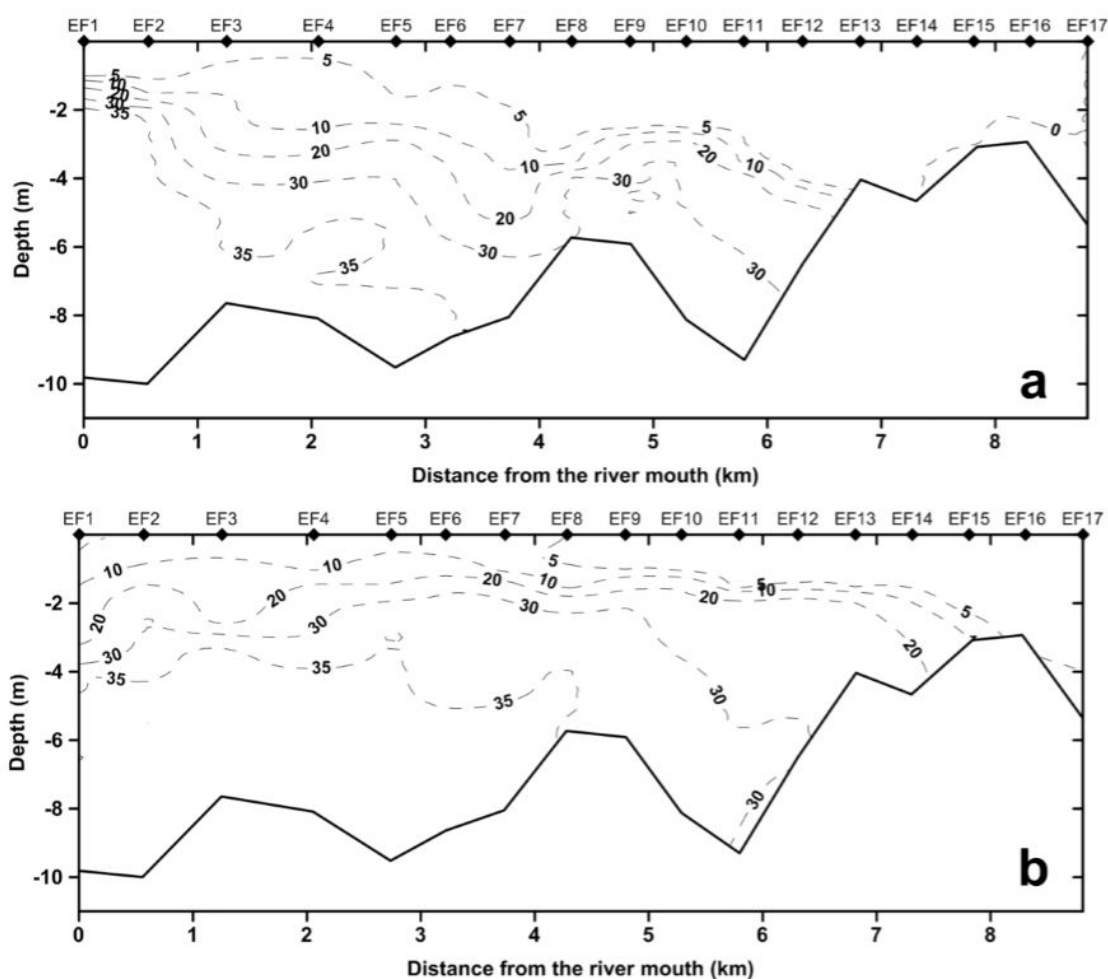 EF1 EF2 EF3 EF4 EF5 EF6 EF7 EF8 EF9 EF10 EF11 EF12 EF13 EF14 EF15 EF16 EF17
5 5 5 5 0
10 10 10 10
20 20 20 20
30 30 30 30 30
35 35 35
-2
-4
-6
-8
-10
Depth (m)
a
0 1 2 3 4 5 6 7 8
Distance from the river mouth (km)
EF1 EF2 EF3 EF4 EF5 EF6 EF7 EF8 EF9 EF10 EF11 EF12 EF13 EF14 EF15 EF16 EF17
5 5 5
10 10 10 10
20 20 20 20 20
30 30 30 30 30
35 35 35
-2
-4
-6
-8
-10
Depth (m)
b
0 1 2 3 4 5 6 7 8
Distance from the river mouth (km)